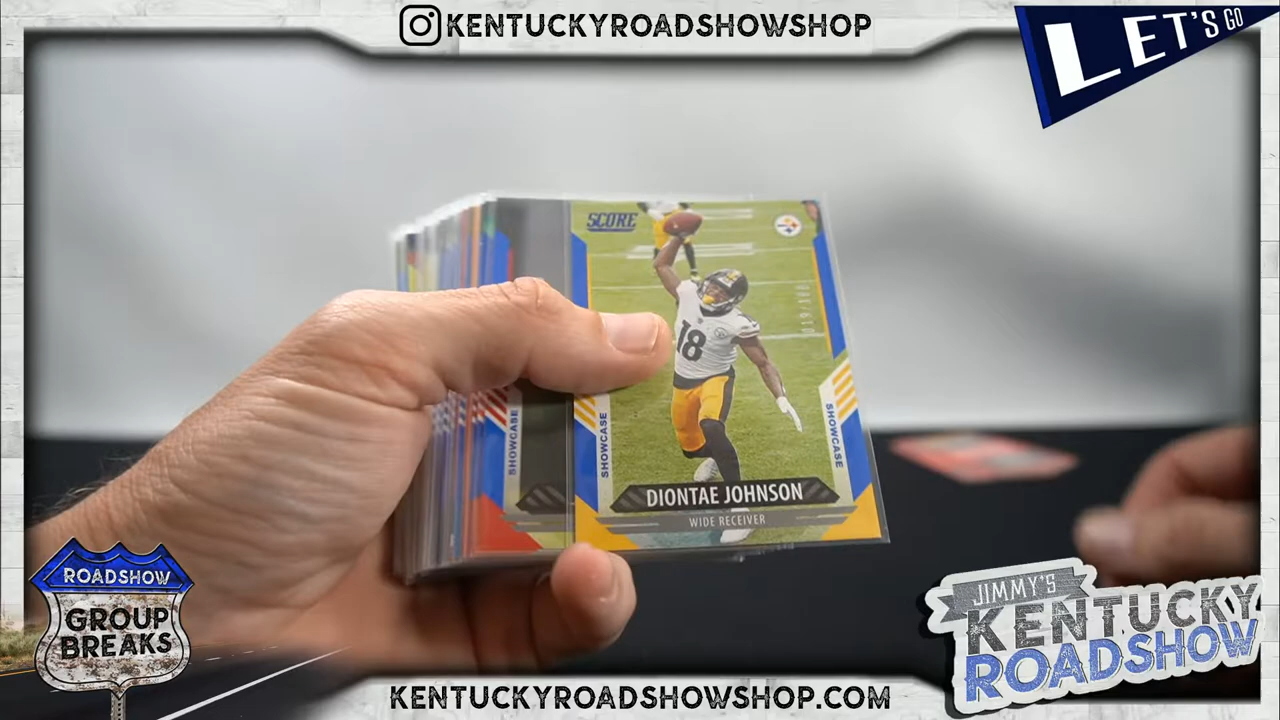 KENTUCKYROADSHOWSHOP
LET'S GO
SCORE
18
SHOWCASE
SHOWCASE
SHOWCASE
DIONTAE JOHNSON
WIDE RECEIVER
ROADSHOW
GROUP
BREAKS
JIMMY'S
KENTUCKY
ROADSHOW
KENTUCKYROADSHOWSHOP.COM